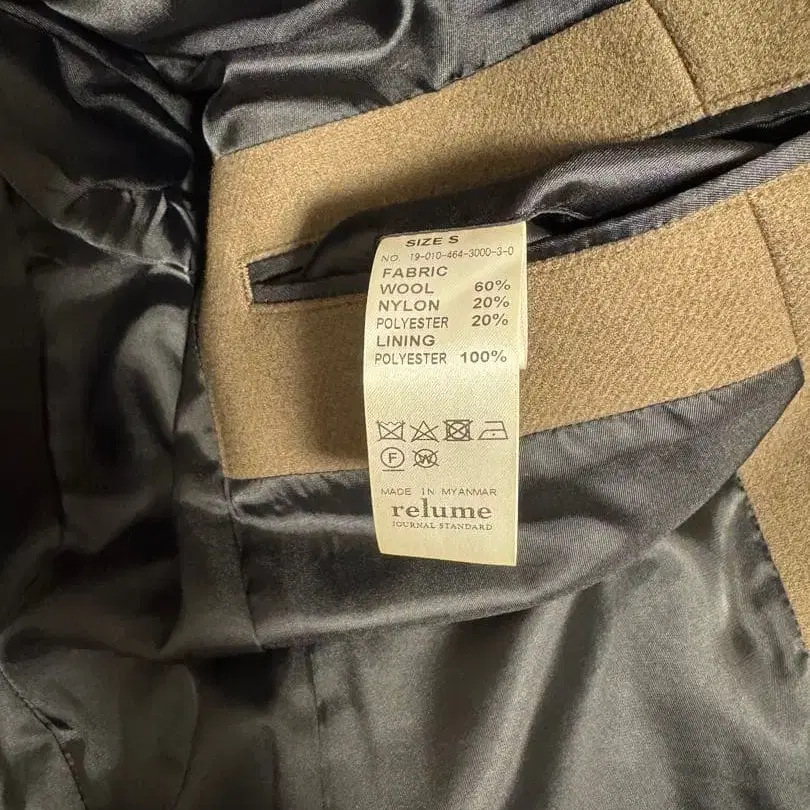 SIZE S
NO. 19-010-464-3000-3-0
FABRIC
WOOL 60%
NYLON 20%
POLYESTER 20%
LINING
POLYESTER 100%
F W
MADE IN MYANMAR
relume
JOURNAL STANDARD